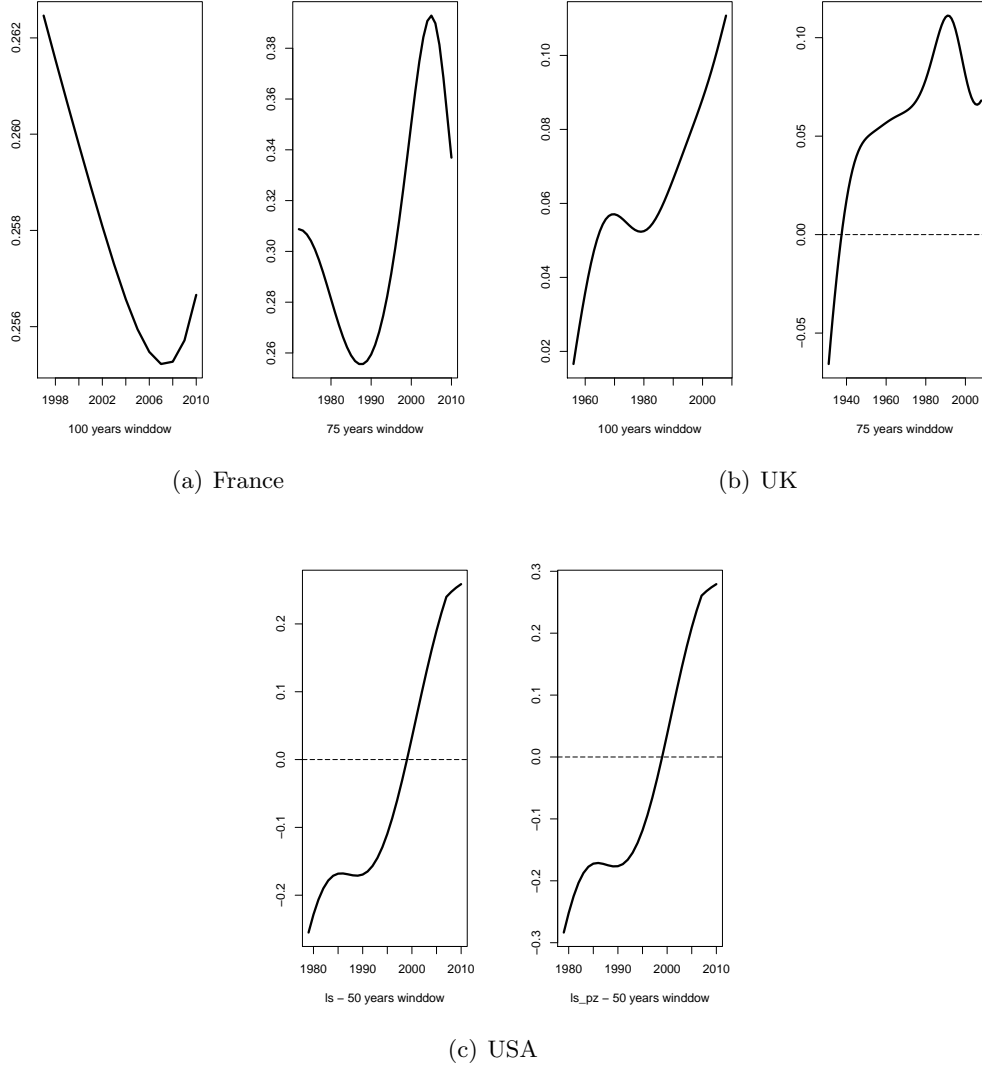 0.262
0.260
0.258
0.256
1998 2002 2006 2010
100 years winddow
0.38
0.36
0.34
0.32
0.30
0.28
0.26
1980 1990 2000 2010
75 years winddow
(a) France
0.10
0.08
0.06
0.04
0.02
1960 1980 2000
100 years winddow
0.10
0.05
0.00
−0.05
1940 1960 1980 2000
75 years winddow
(b) UK
0.2
0.1
0.0
−0.1
−0.2
1980 1990 2000 2010
ls − 50 years winddow
0.3
0.2
0.1
0.0
−0.1
−0.2
−0.3
1980 1990 2000 2010
ls_pz − 50 years winddow
(c) USA